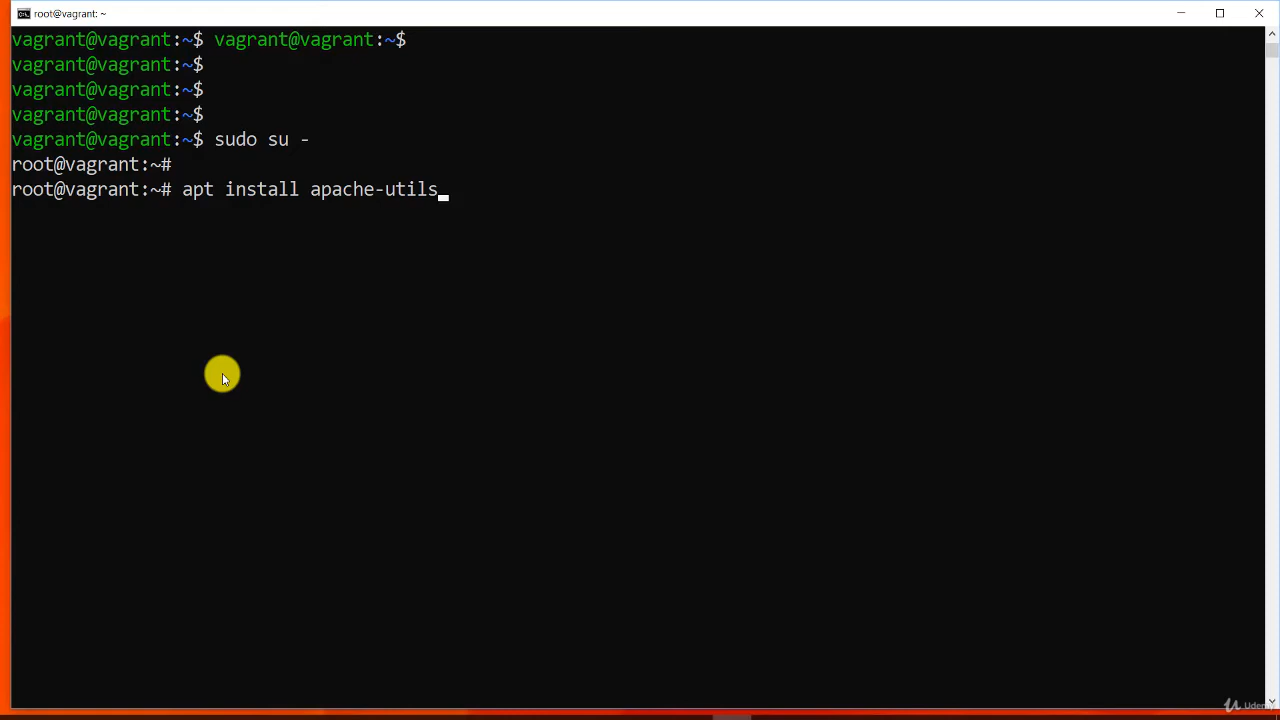 root@vagrant: ~
vagrant@vagrant:~$ vagrant@vagrant:~$
vagrant@vagrant:~$
vagrant@vagrant:~$
vagrant@vagrant:~$
vagrant@vagrant:~$ sudo su -
root@vagrant:~#
root@vagrant:~# apt install apache-utils